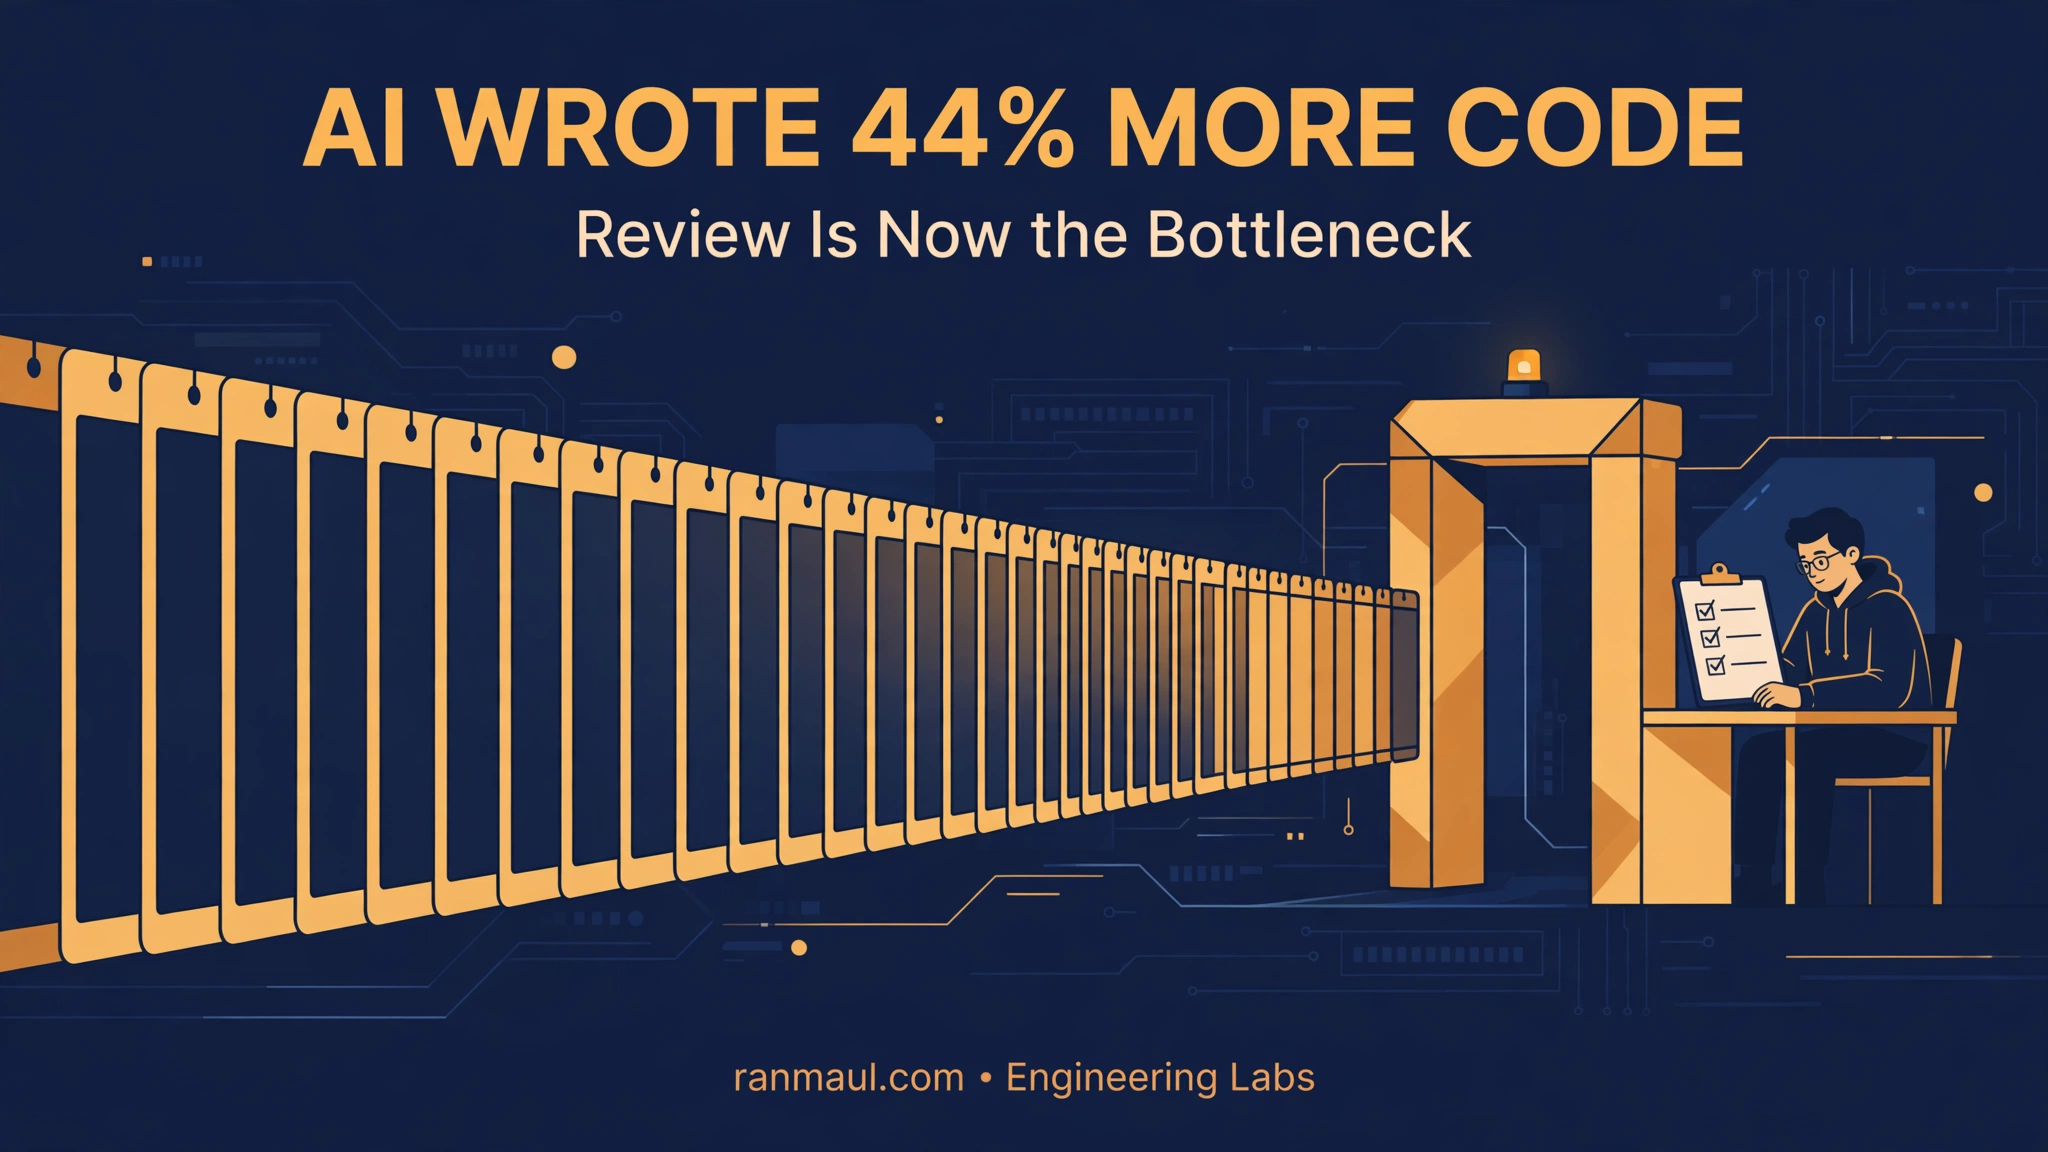 AI WROTE 44% MORE CODE
Review Is Now the Bottleneck
ranmaul.com • Engineering Labs